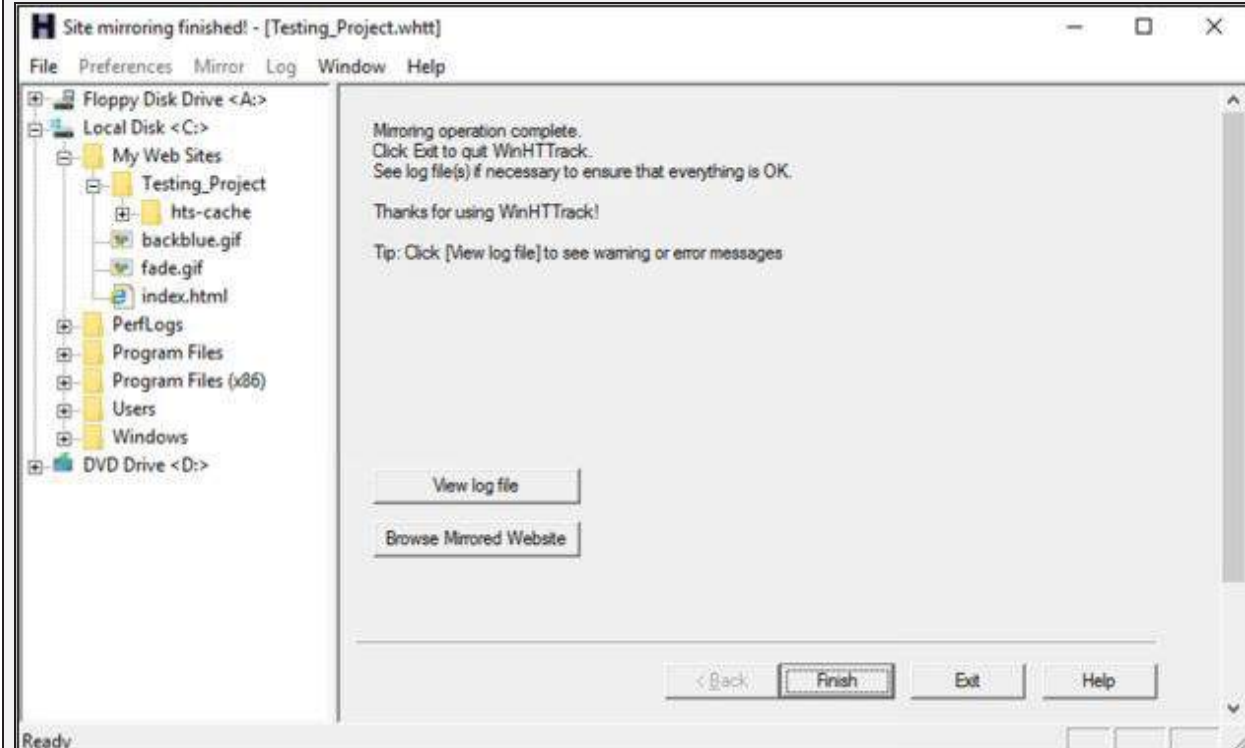 Site mirroring finished! - [Testing_Project.whtt]
File Preferences Mirror Log Window Help
Floppy Disk Drive <A:>
Local Disk <C:>
My Web Sites
Testing_Project
hts-cache
backblue.gif
fade.gif
index.html
PerfLogs
Program Files
Program Files (x86)
Users
Windows
DVD Drive <D:>
Mirroring operation complete.
Click Exit to quit WinHTTrack.
See log file(s) if necessary to ensure that everything is OK.
Thanks for using WinHTTrack!
Tip: Click [View log file] to see warning or error messages
View log file
Browse Mirrored Website
< Back Finish Exit Help
Ready